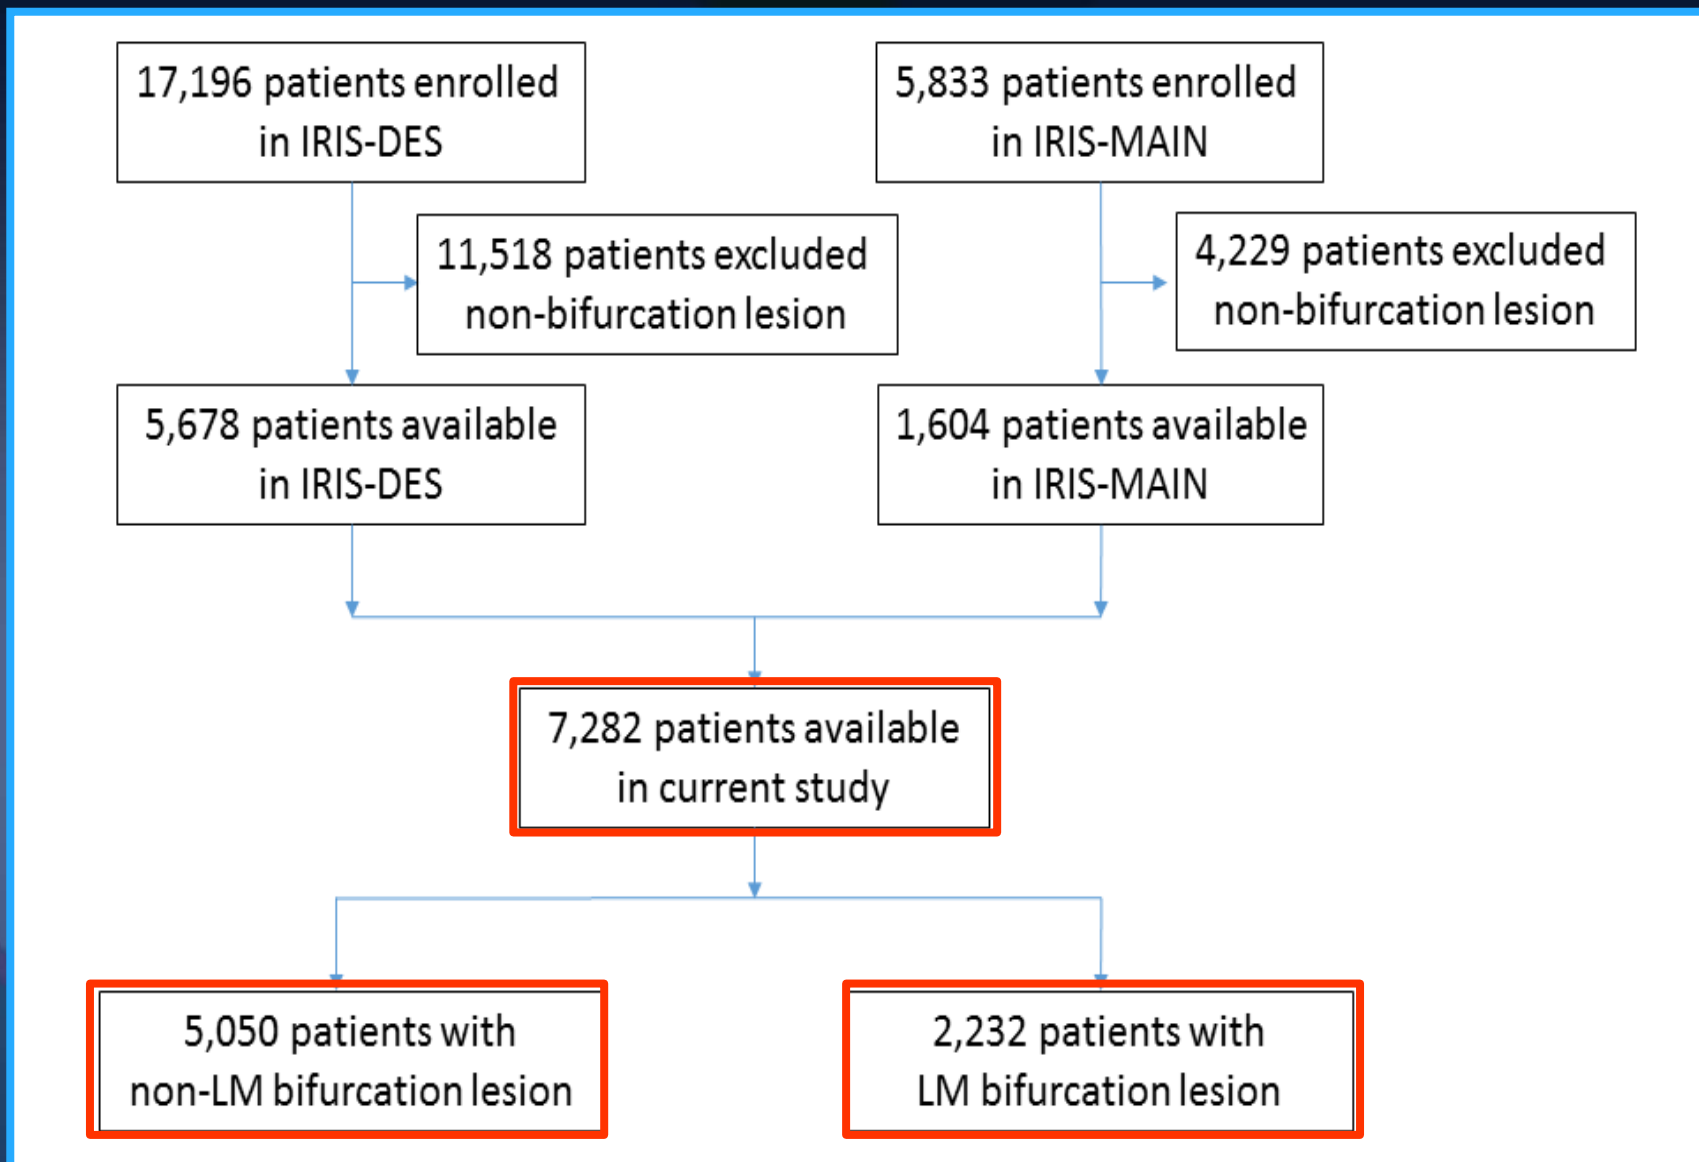 17,196 patients enrolled
in IRIS-DES
5,833 patients enrolled
in IRIS-MAIN
11,518 patients excluded
non-bifurcation lesion
4,229 patients excluded
non-bifurcation lesion
5,678 patients available
in IRIS-DES
1,604 patients available
in IRIS-MAIN
7,282 patients available
in current study
5,050 patients with
non-LM bifurcation lesion
2,232 patients with
LM bifurcation lesion